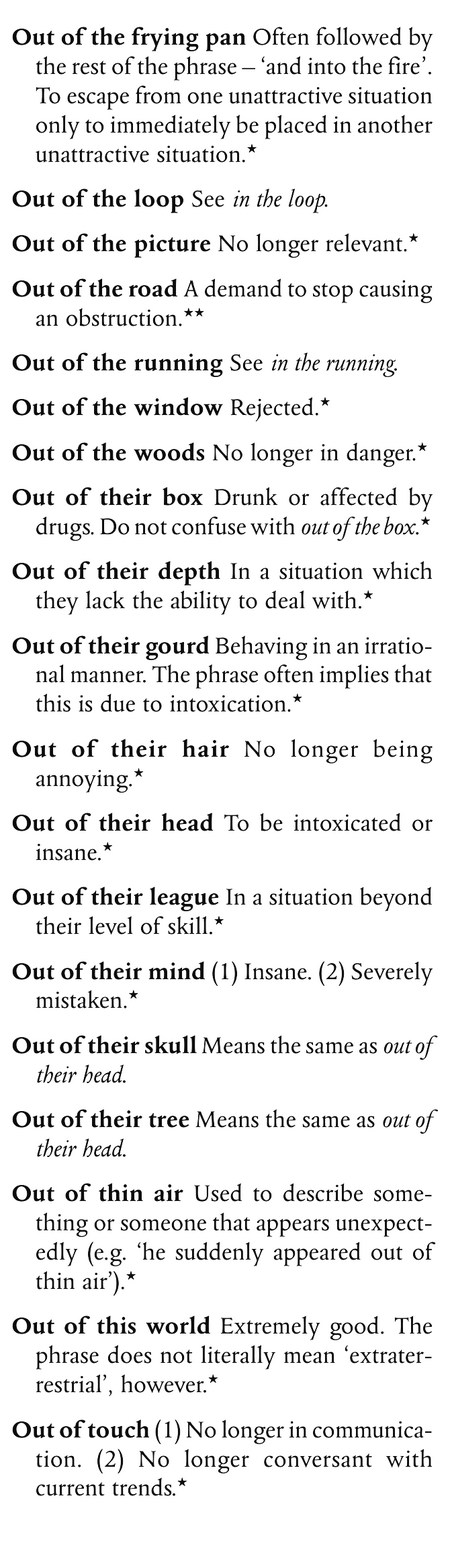 Out of the frying pan Often followed by
the rest of the phrase – ‘and into the fire’.
To escape from one unattractive situation
only to immediately be placed in another
unattractive situation.★
Out of the loop See in the loop.
Out of the picture No longer relevant.★
Out of the road A demand to stop causing
an obstruction.★★
Out of the running See in the running.
Out of the window Rejected.★
Out of the woods No longer in danger.★
Out of their box Drunk or affected by
drugs. Do not confuse with out of the box.★
Out of their depth In a situation which
they lack the ability to deal with.★
Out of their gourd Behaving in an irratio-
nal manner. The phrase often implies that
this is due to intoxication.★
Out of their hair No longer being
annoying.★
Out of their head To be intoxicated or
insane.★
Out of their league In a situation beyond
their level of skill.★
Out of their mind (1) Insane. (2) Severely
mistaken.★
Out of their skull Means the same as out of
their head.
Out of their tree Means the same as out of
their head.
Out of thin air Used to describe some-
thing or someone that appears unexpect-
edly (e.g. ‘he suddenly appeared out of
thin air’).★
Out of this world Extremely good. The
phrase does not literally mean ‘extrater-
restrial’, however.★
Out of touch (1) No longer in communica-
tion. (2) No longer conversant with
current trends.★